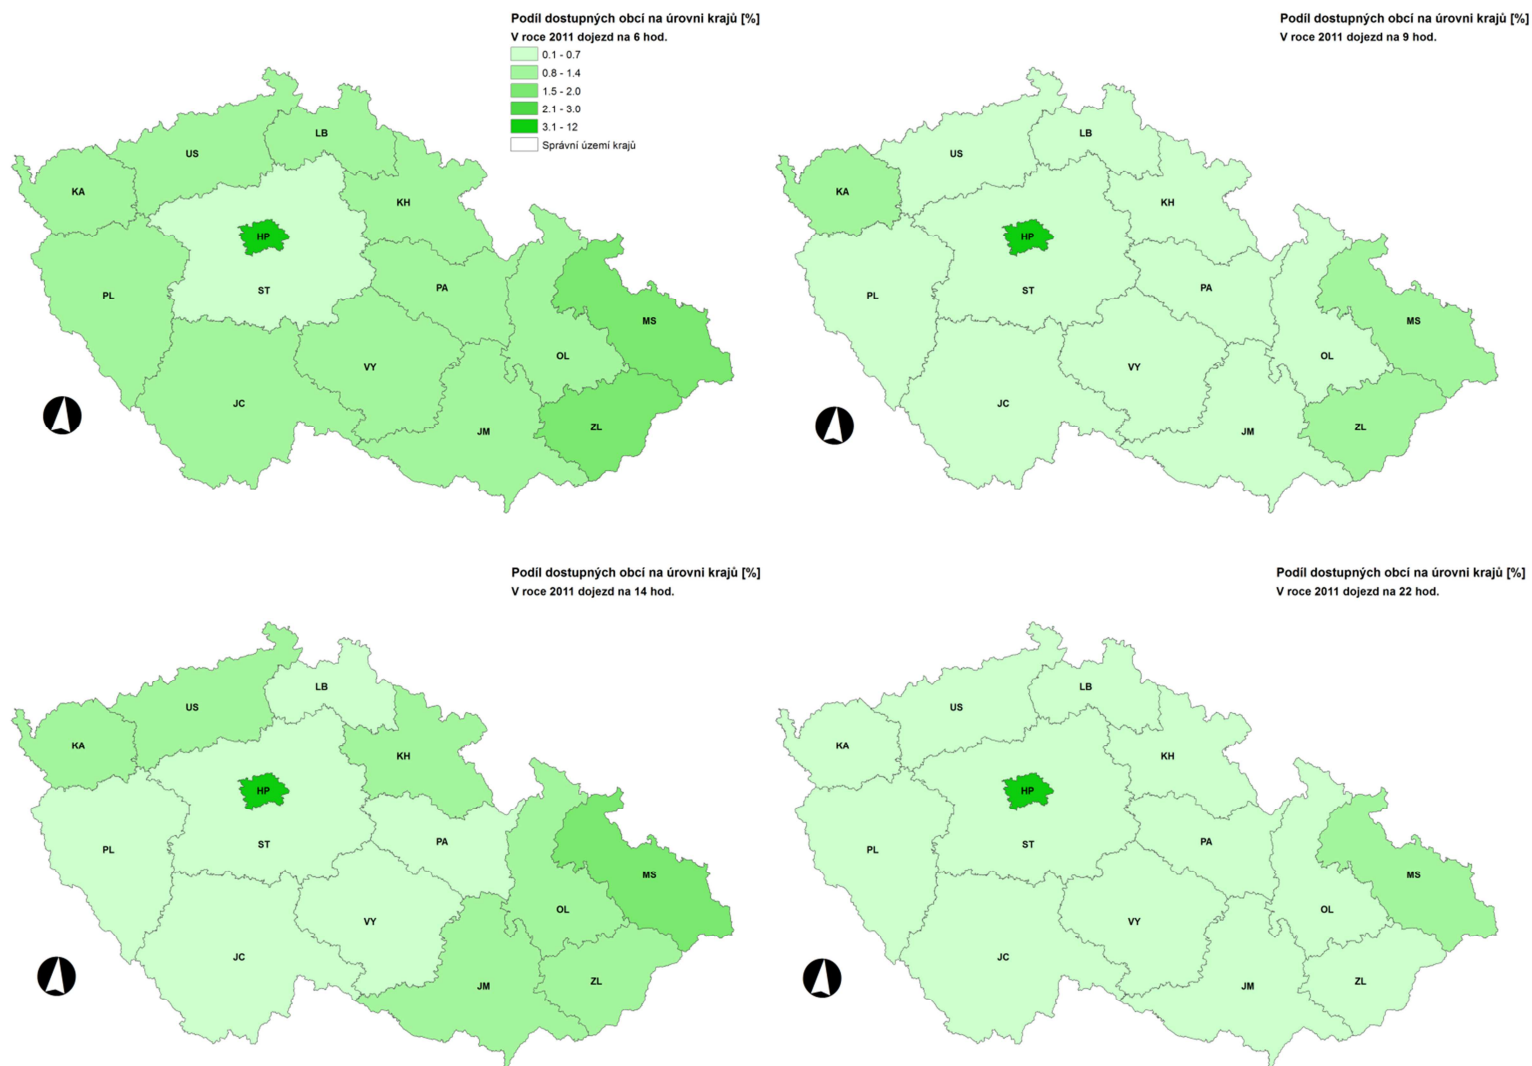 Podíl dostupných obcí na úrovni krajů [%]
V roce 2011 dojezd na 6 hod.
0.1 - 0.7
0.8 - 1.4
1.5 - 2.0
2.1 - 3.0
3.1 - 12
Správní území krajů
LB
US
KA
KH
HP
PL
ST
PA
MS
OL
VY
JC
JM
ZL
Podíl dostupných obcí na úrovni krajů [%]
V roce 2011 dojezd na 9 hod.
LB
US
KA
KH
HP
PL
ST
PA
MS
OL
VY
JC
JM
ZL
Podíl dostupných obcí na úrovni krajů [%]
V roce 2011 dojezd na 14 hod.
LB
US
KA
KH
HP
PL
ST
PA
MS
OL
VY
JC
JM
ZL
Podíl dostupných obcí na úrovni krajů [%]
V roce 2011 dojezd na 22 hod.
LB
US
KA
KH
HP
PL
ST
PA
MS
OL
VY
JC
JM
ZL